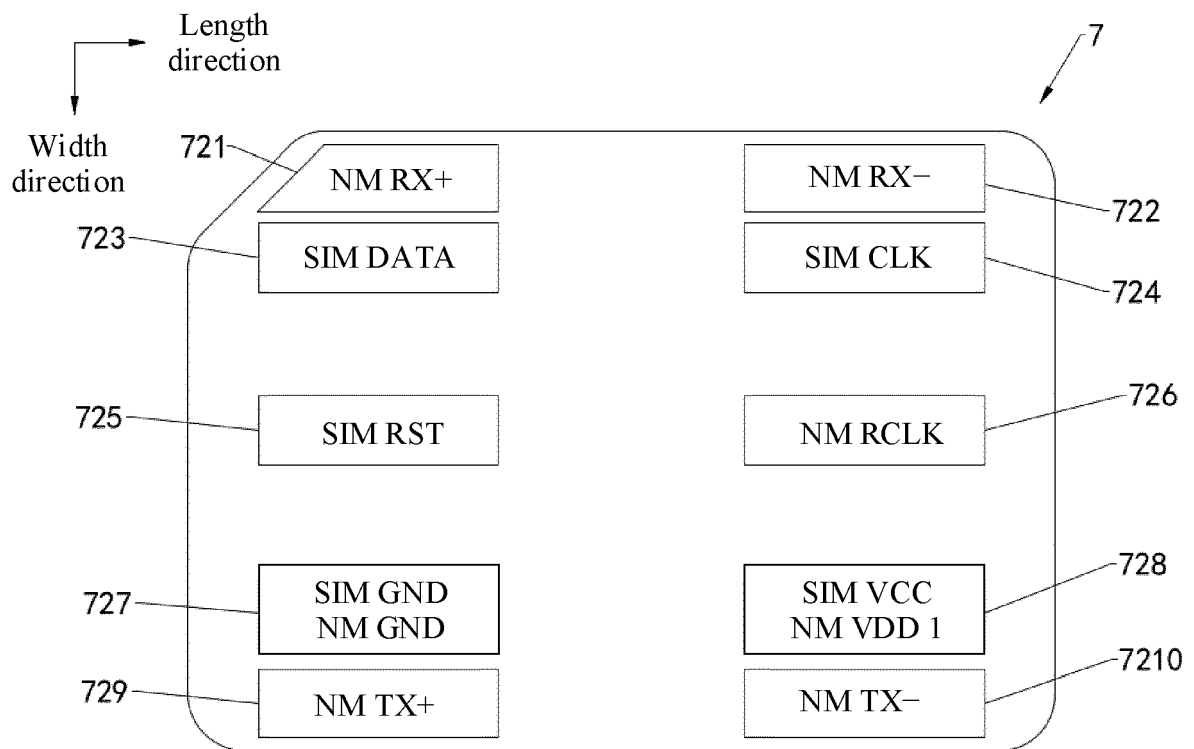 Length
direction
7
Width
direction
721
NM RX+
NM RX−
722
723
SIM DATA
SIM CLK
724
725
SIM RST
NM RCLK
726
727
SIM GND
NM GND
SIM VCC
NM VDD 1
728
729
NM TX+
NM TX−
7210